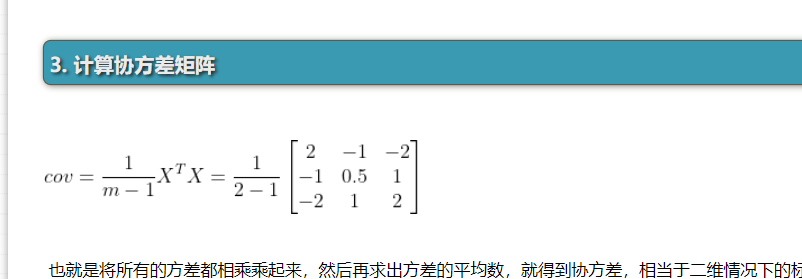 3. 计算协方差矩阵
cov = \frac{1}{m-1}X^T X = \frac{1}{2-1}\begin{bmatrix} 2 & -1 & -2 \\ -1 & 0.5 & 1 \\ -2 & 1 & 2 \end{bmatrix}
也就是将所有的方差都相乘乘起来，然后再求出方差的平均数，就得到协方差，相当于二维情况下的